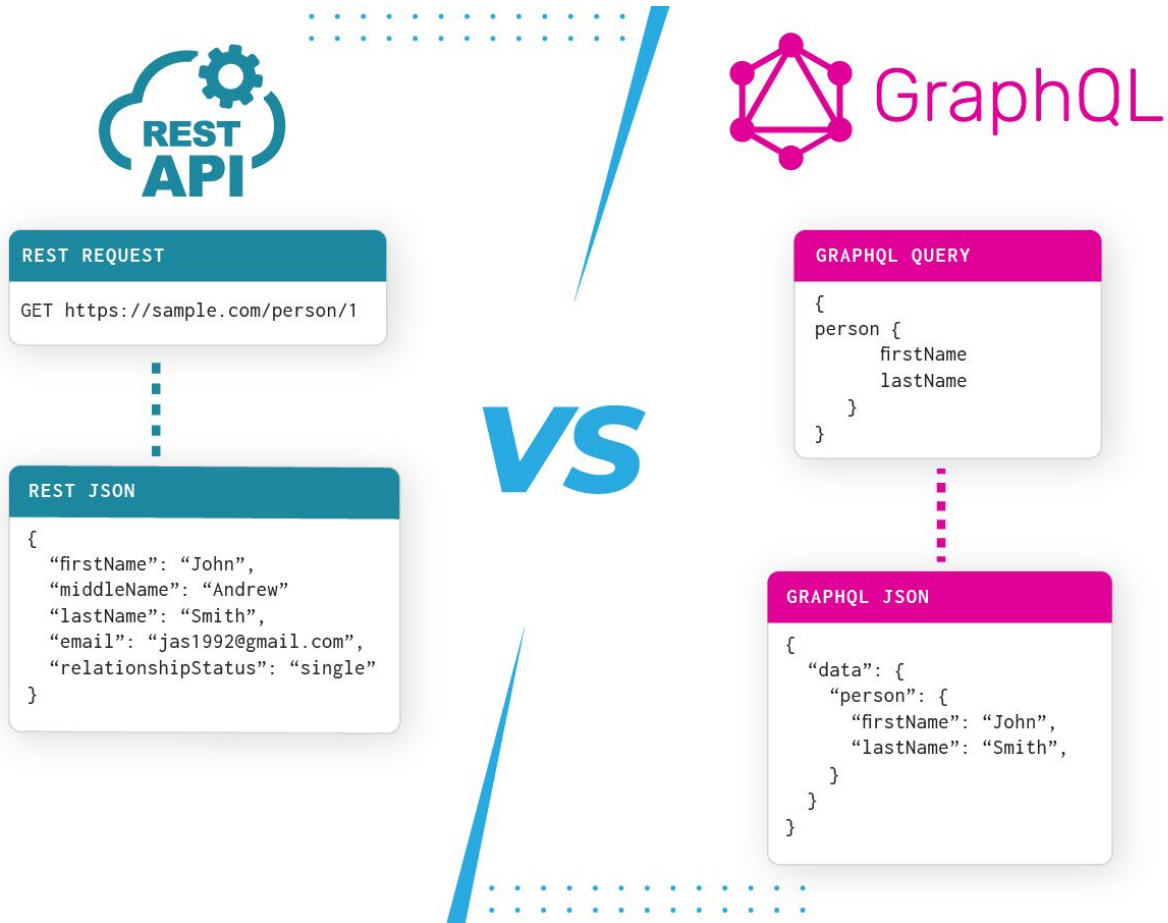 REST
API
REST REQUEST
GET https://sample.com/person/1
REST JSON
{
  “firstName”: “John”,
  “middleName”: “Andrew”
  “lastName”: “Smith”,
  “email”: “jas1992@gmail.com”,
  “relationshipStatus”: “single”
}
VS
GraphQL
GRAPHQL QUERY
{
person {
      firstName
      lastName
   }
}
GRAPHQL JSON
{
  “data”: {
    “person”: {
      “firstName”: “John”,
      “lastName”: “Smith”,
    }
  }
}